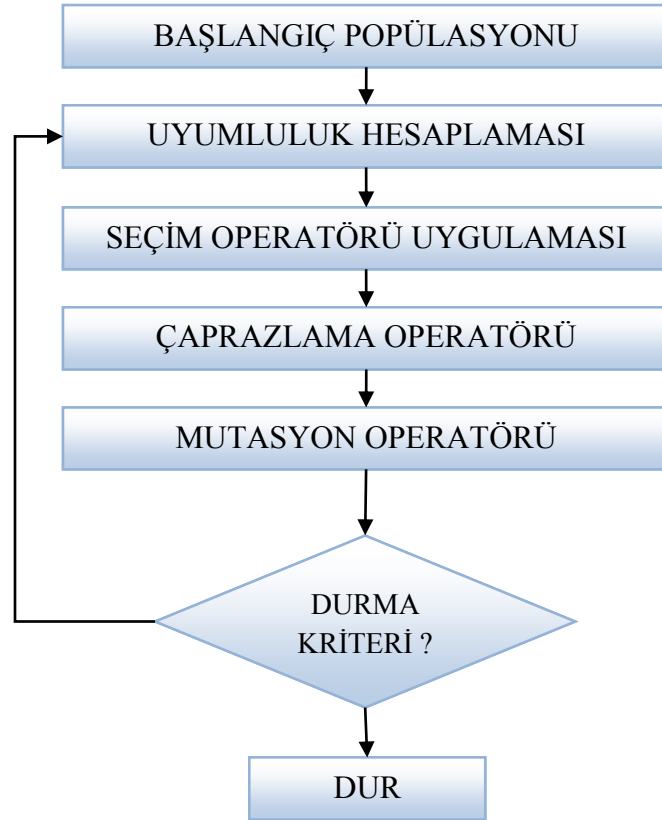 BAŞLANGIÇ POPÜLASYONU
UYUMLULUK HESAPLAMASI
SEÇİM OPERATÖRÜ UYGULAMASI
ÇAPRAZLAMA OPERATÖRÜ
MUTASYON OPERATÖRÜ
DURMA
KRİTERİ ?
DUR